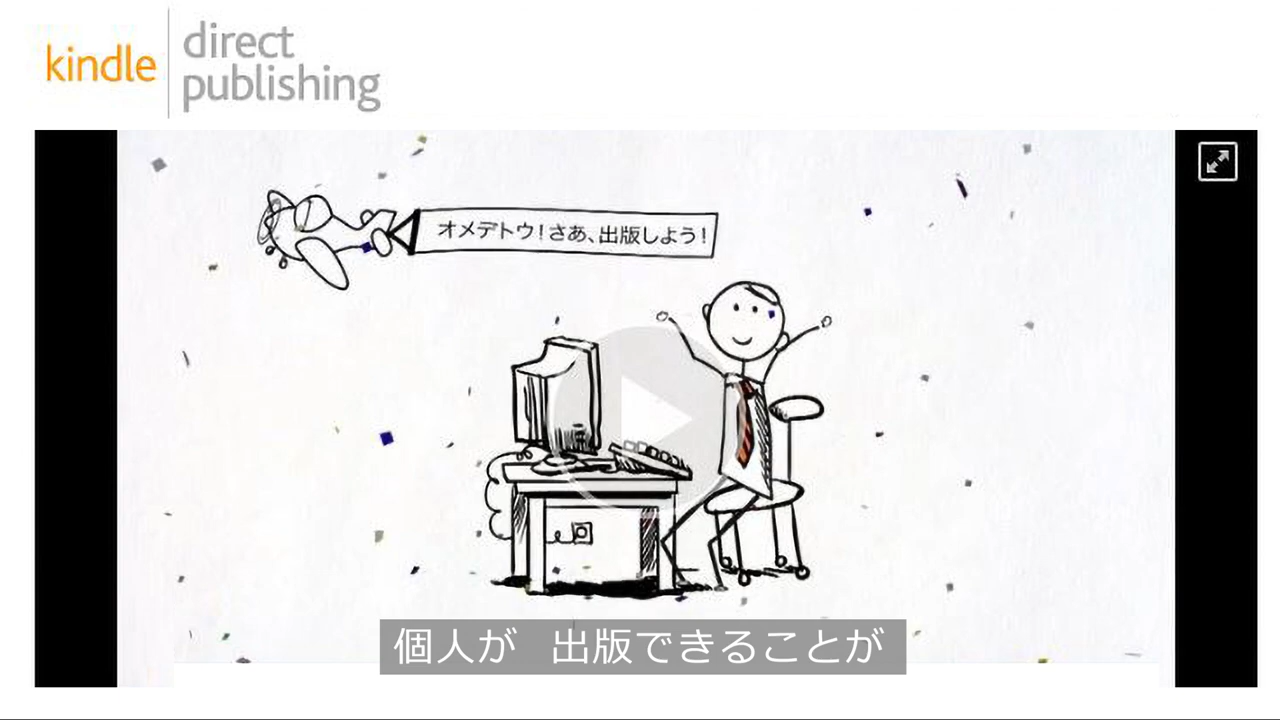 kindle
direct
publishing
オメデトウ!さあ、出版しよう!
個人が 出版できることが